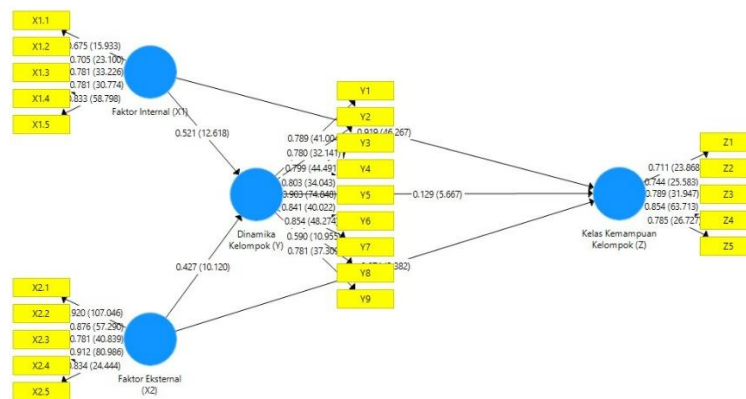 X1.1
X1.2
X1.3
X1.4
X1.5
0.675 (15.933)
0.705 (23.100)
0.781 (33.226)
0.781 (30.774)
0.833 (58.798)
Faktor Internal (X1)
0.521 (12.618)
Y1
Y2
Y3
Y4
Y5
Y6
Y7
Y8
Y9
0.919 (46.267)
0.789 (41.004
0.780 (32.141)
0.799 (44.491
0.803 (34.043)
0.841 (40.022)
0.854 (48.274)
0.590 (10.955
0.781 (37.309
Dinamika
Kelompok (Y)
0.129 (5.667)
Z1
Z2
Z3
Z4
Z5
0.711 (23.868
0.744 (25.583)
0.789 (31.947)
0.854 (63.713)
0.785 (26.727)
Kelas Kemampuan
Kelompok (Z)
0.427 (10.120)
X2.1
X2.2
X2.3
X2.4
X2.5
.920 (107.046)
0.876 (57.290)
0.781 (40.839)
0.912 (80.986)
0.834 (24.444)
Faktor Eksternal
(X2)